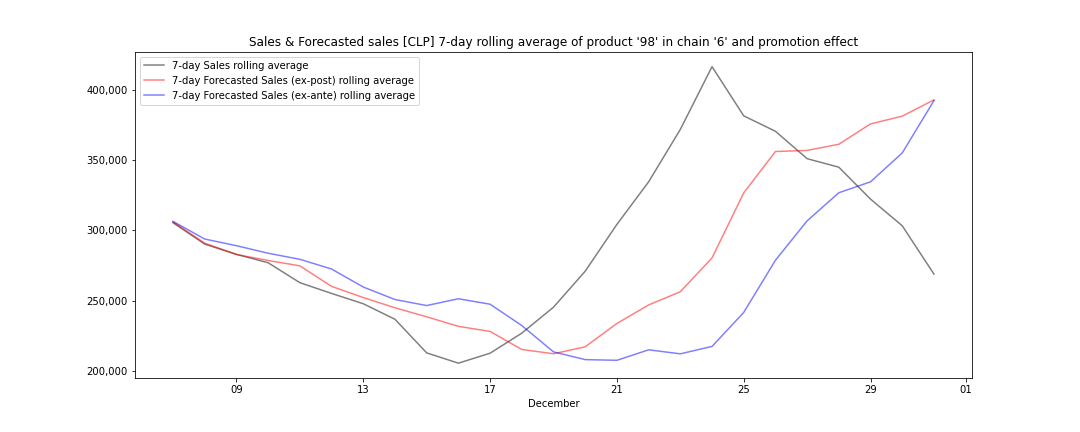 Sales & Forecasted sales [CLP] 7-day rolling average of product '98' in chain '6' and promotion effect
7-day Sales rolling average
7-day Forecasted Sales (ex-post) rolling average
7-day Forecasted Sales (ex-ante) rolling average
400,000
350,000
300,000
250,000
200,000
09 13 17 21 25 29 01
December